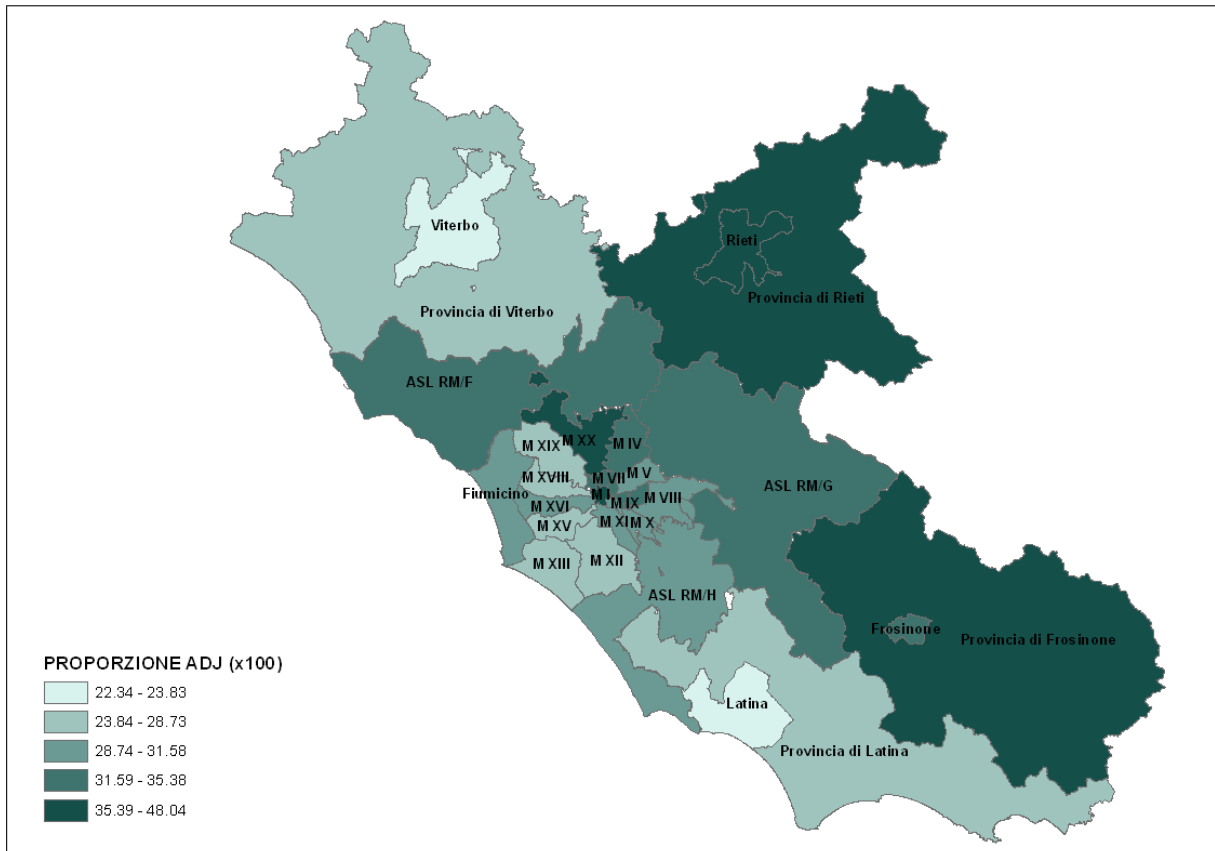 Viterbo
Rieti
Provincia di Rieti
Provincia di Viterbo
ASL RM/F
M XIX
M XX
M IV
M XVIII
M VII
M V
Fiumicino
M I
M IX
M VIII
ASL RM/G
M XVI
M XV
M XI
M X
M XIII
M XII
ASL RM/H
Frosinone
Provincia di Frosinone
Latina
Provincia di Latina
PROPORZIONE ADJ (x100)
22.34 - 23.83
23.84 - 28.73
28.74 - 31.58
31.59 - 35.38
35.39 - 48.04